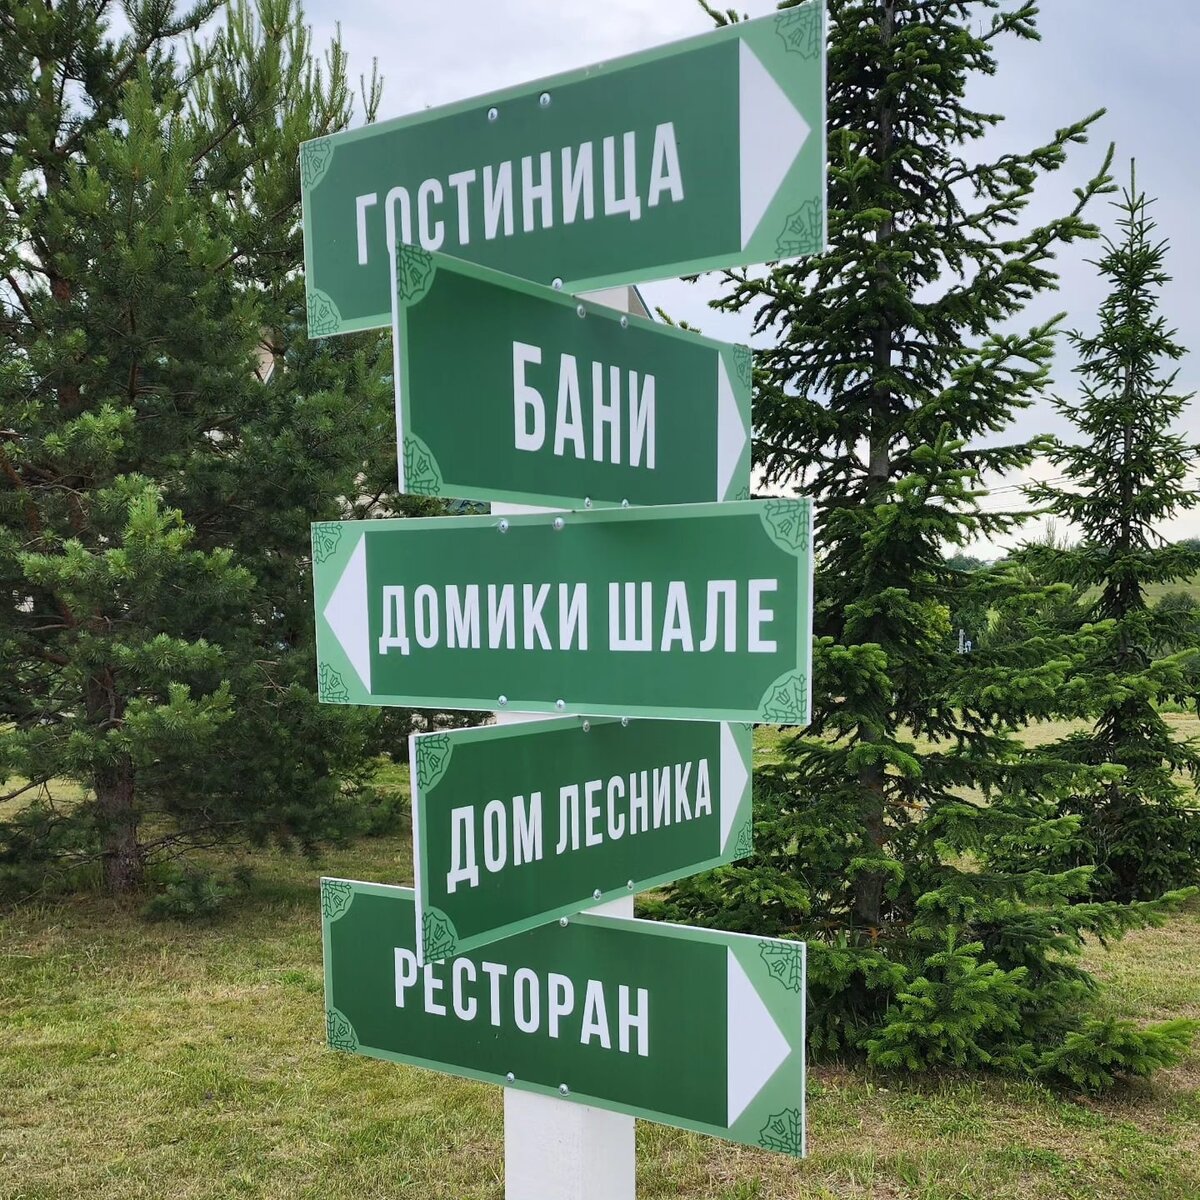 ГОСТИНИЦА
БАНИ
ДОМИКИ ШАЛЕ
ДОМ ЛЕСНИКА
РЕСТОРАН